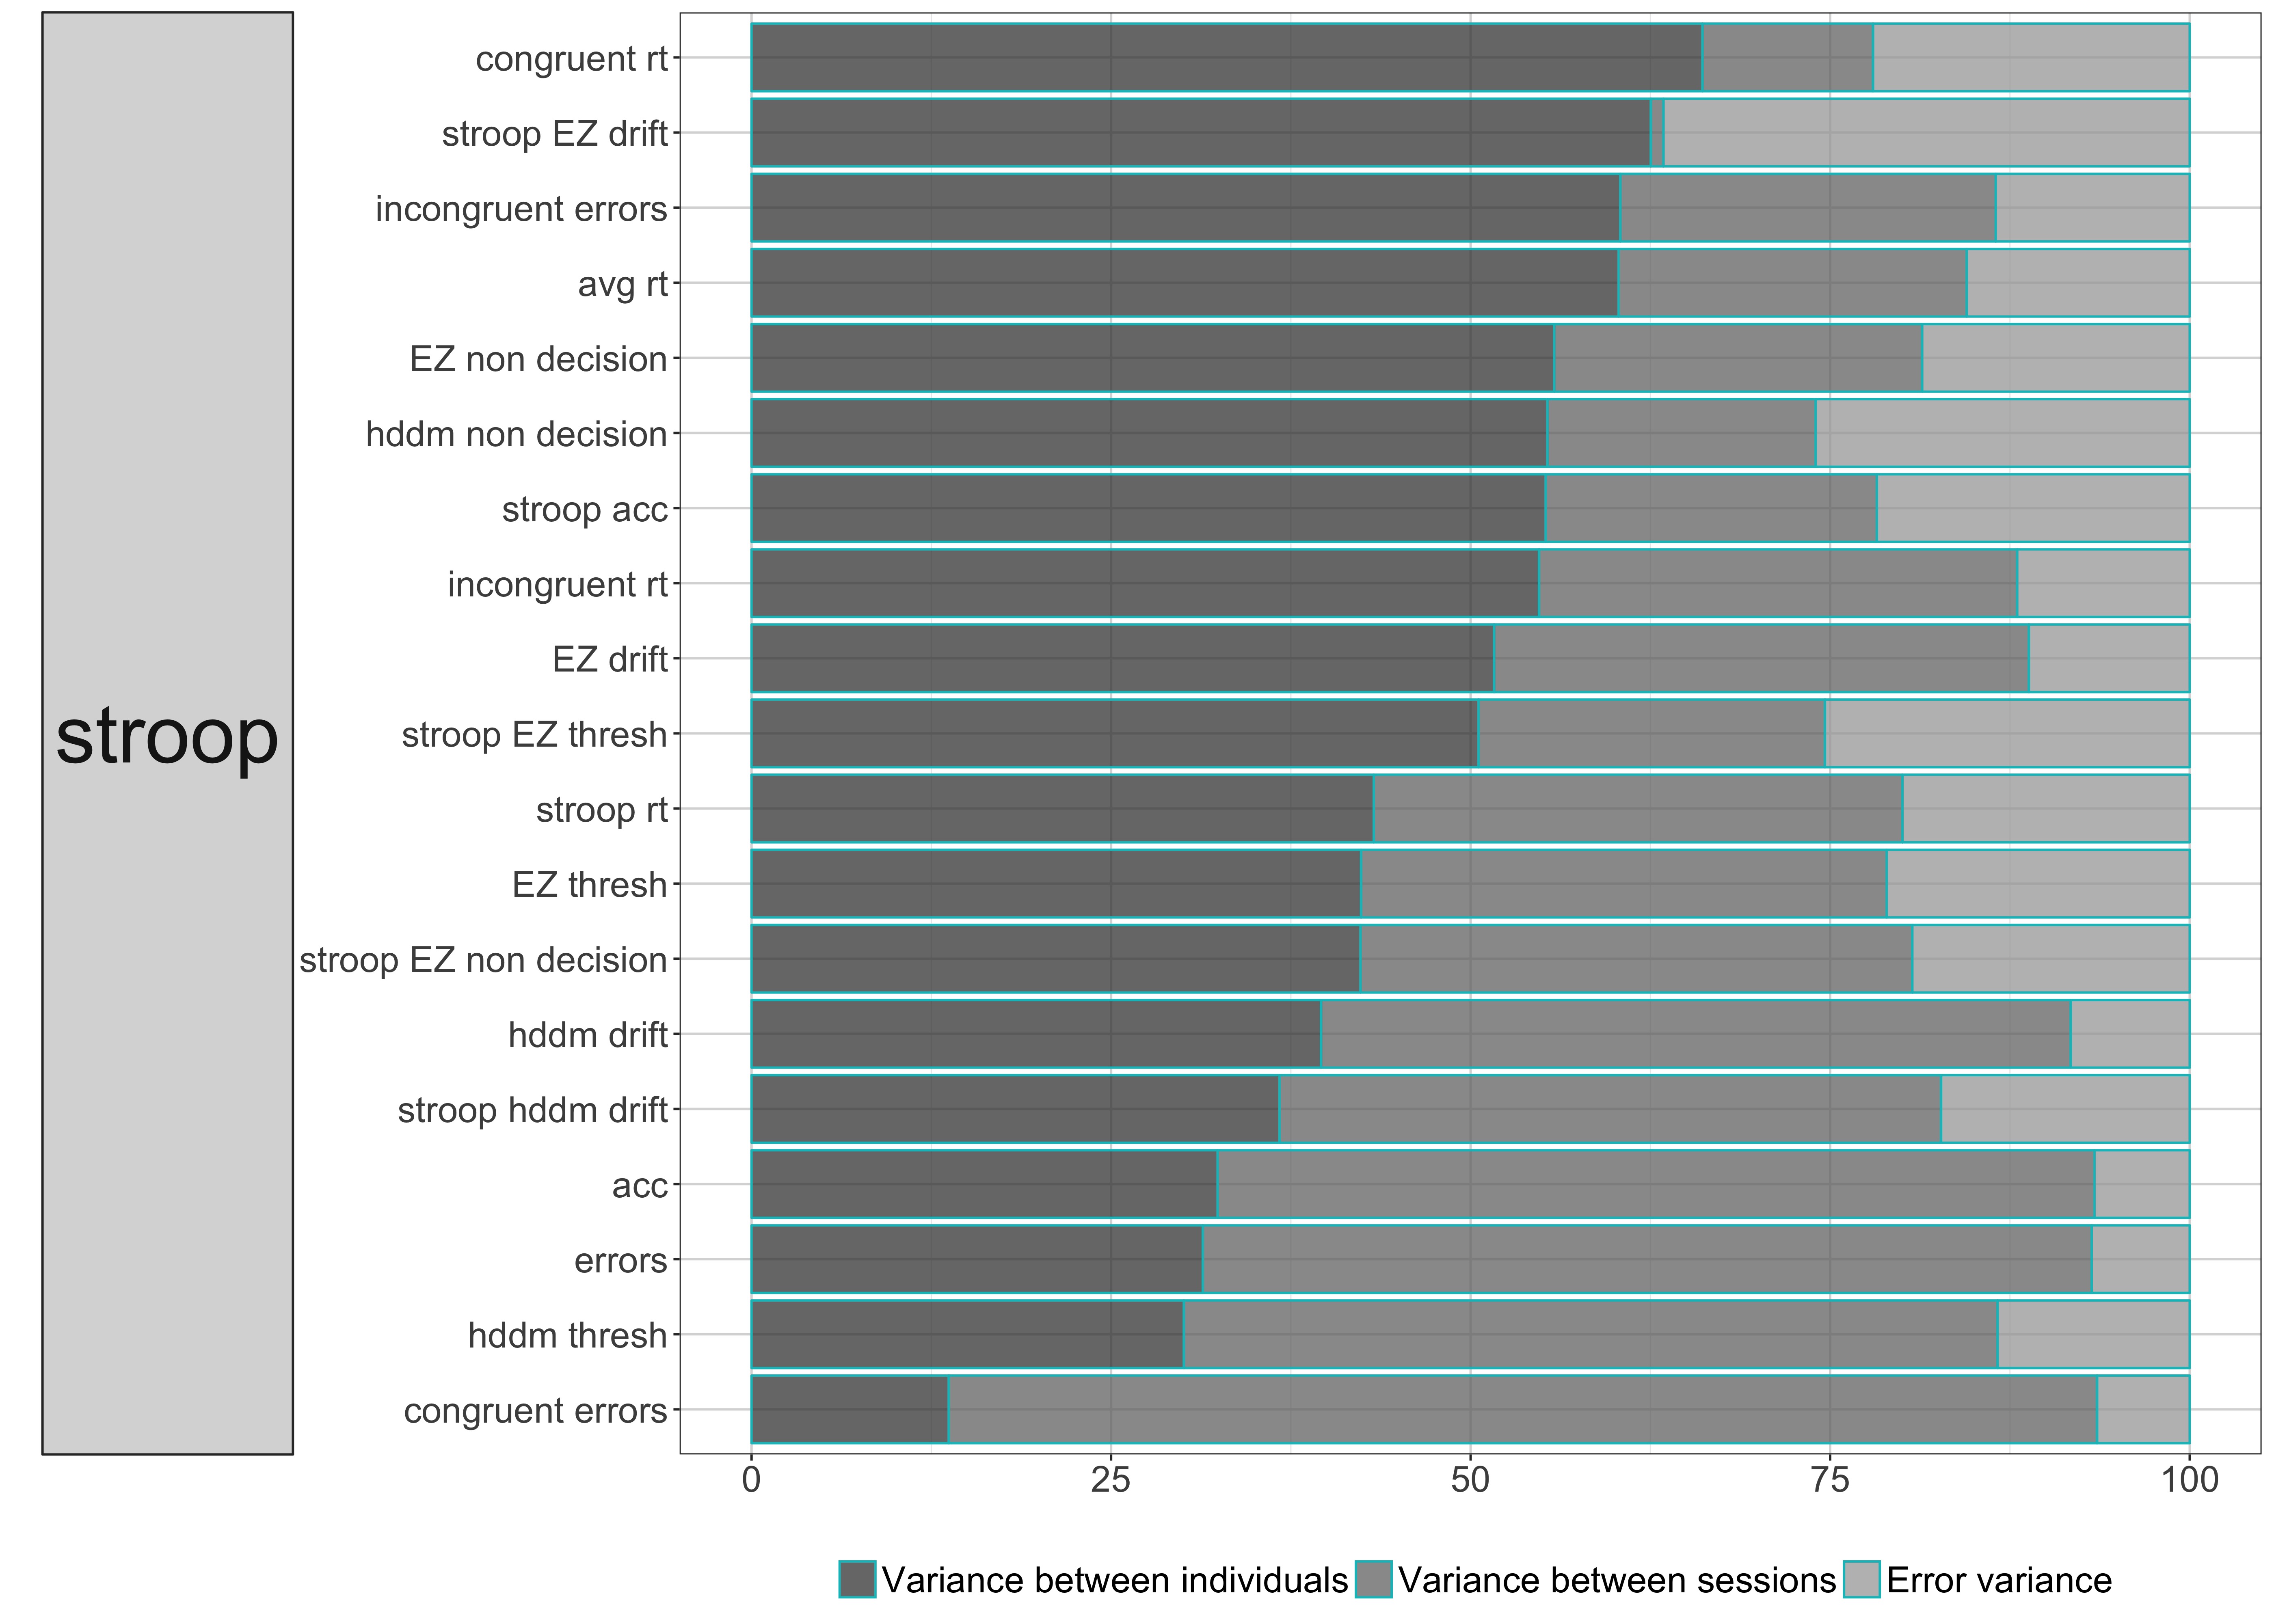 stroop
congruent rt
stroop EZ drift
incongruent errors
avg rt
EZ non decision
hddm non decision
stroop acc
incongruent rt
EZ drift
stroop EZ thresh
stroop rt
EZ thresh
stroop EZ non decision
hddm drift
stroop hddm drift
acc
errors
hddm thresh
congruent errors
0 25 50 75 100
Variance between individuals Variance between sessions Error variance